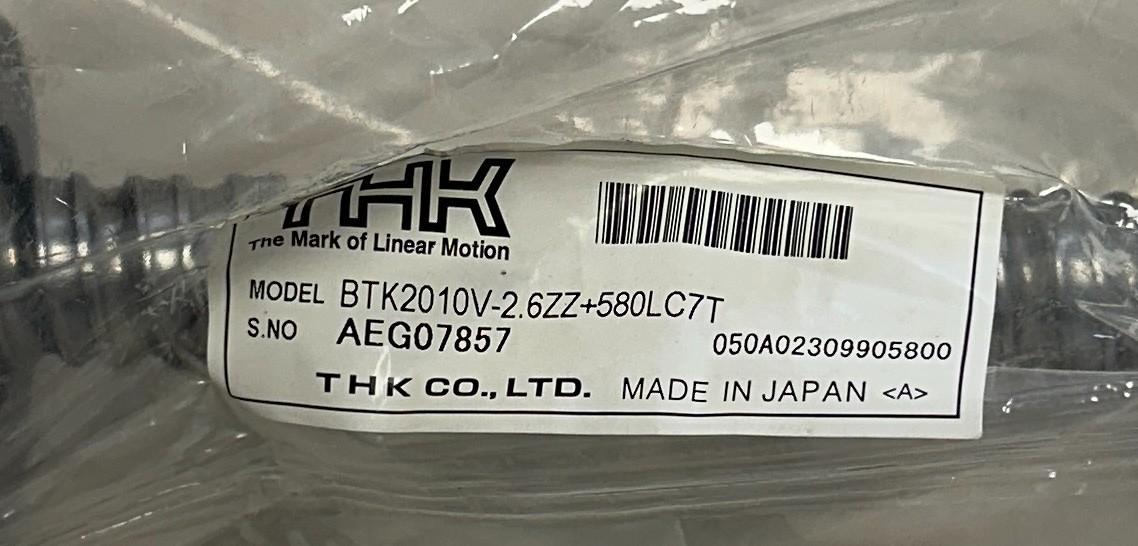 THK
The Mark of Linear Motion
MODEL BTK2010V-2.6ZZ+580LC7T
S.NO AEG07857 050A02309905800
THK CO.,LTD. MADE IN JAPAN <A>